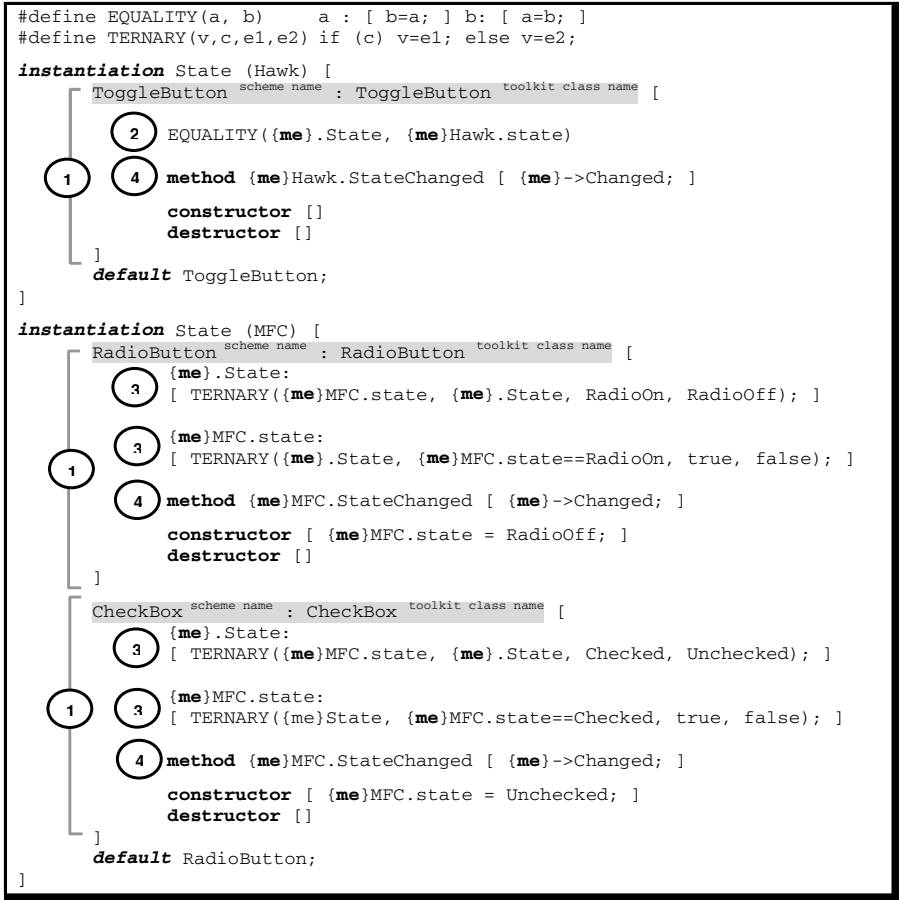 #define EQUALITY(a, b) a : [ b=a; ] b: [ a=b; ]
#define TERNARY(v,c,e1,e2) if (c) v=e1; else v=e2;
instantiation State (Hawk) [
ToggleButton scheme name : ToggleButton toolkit class name [
2 EQUALITY({me}.State, {me}Hawk.state)
1 4 method {me}Hawk.StateChanged [ {me}->Changed; ]
constructor []
destructor []
]
default ToggleButton;
]
instantiation State (MFC) [
RadioButton scheme name : RadioButton toolkit class name [
{me}.State:
3 [ TERNARY({me}MFC.state, {me}.State, RadioOn, RadioOff); ]
{me}MFC.state:
3 [ TERNARY({me}.State, {me}MFC.state==RadioOn, true, false); ]
1
4 method {me}MFC.StateChanged [ {me}->Changed; ]
constructor [ {me}MFC.state = RadioOff; ]
destructor []
]
CheckBox scheme name : CheckBox toolkit class name [
{me}.State:
3 [ TERNARY({me}MFC.state, {me}.State, Checked, Unchecked); ]
{me}MFC.state:
1 3 [ TERNARY({me}State, {me}MFC.state==Checked, true, false); ]
4 method {me}MFC.StateChanged [ {me}->Changed; ]
constructor [ {me}MFC.state = Unchecked; ]
destructor []
]
default RadioButton;
]